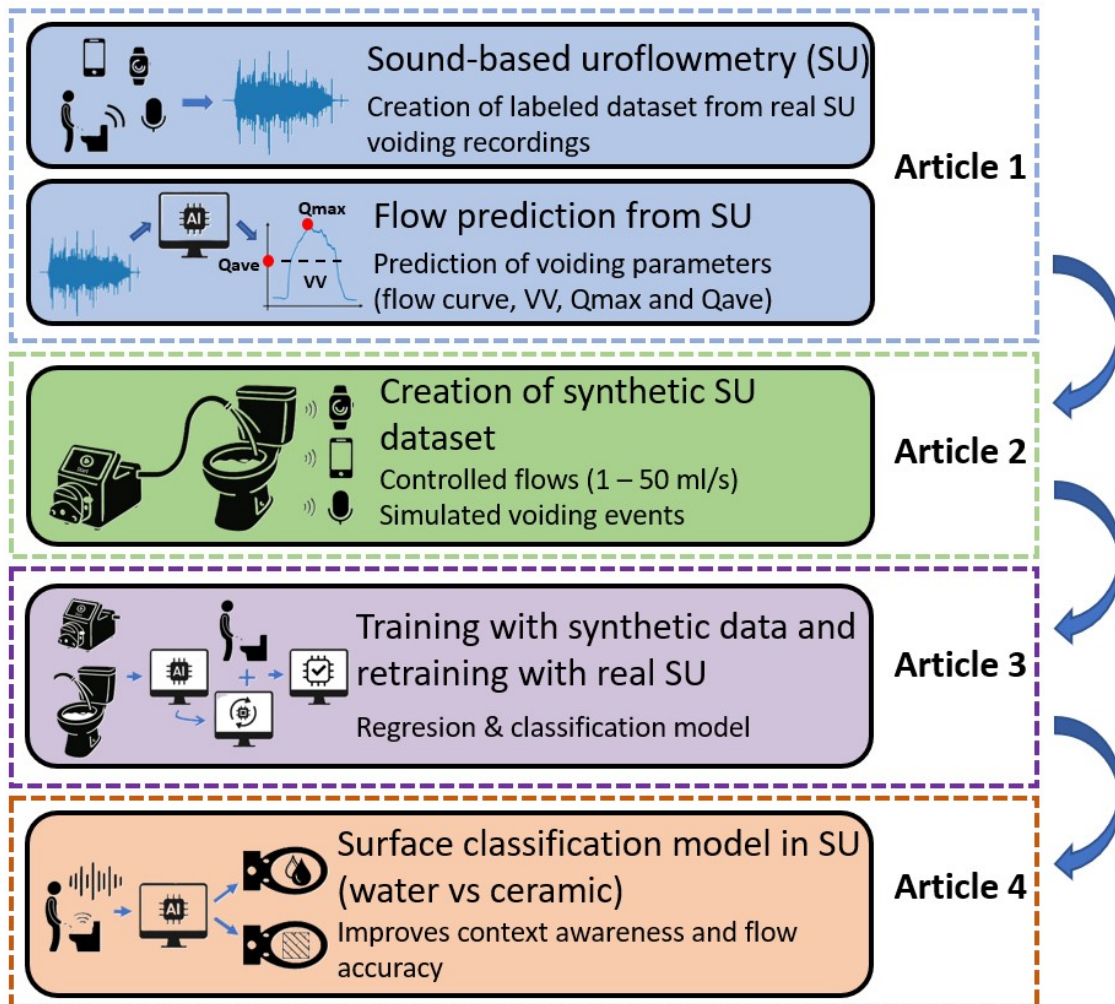 Sound-based uroflowmetry (SU)
Creation of labeled dataset from real SU
voiding recordings
Article 1
AI
Qmax
Qave
VV
Flow prediction from SU
Prediction of voiding parameters
(flow curve, VV, Qmax and Qave)
Creation of synthetic SU
dataset
Controlled flows (1 – 50 ml/s)
Simulated voiding events
Article 2
Start
AI
Training with synthetic data and
retraining with real SU
Regresion & classification model
Article 3
AI
Surface classification model in SU
(water vs ceramic)
Improves context awareness and flow
accuracy
Article 4